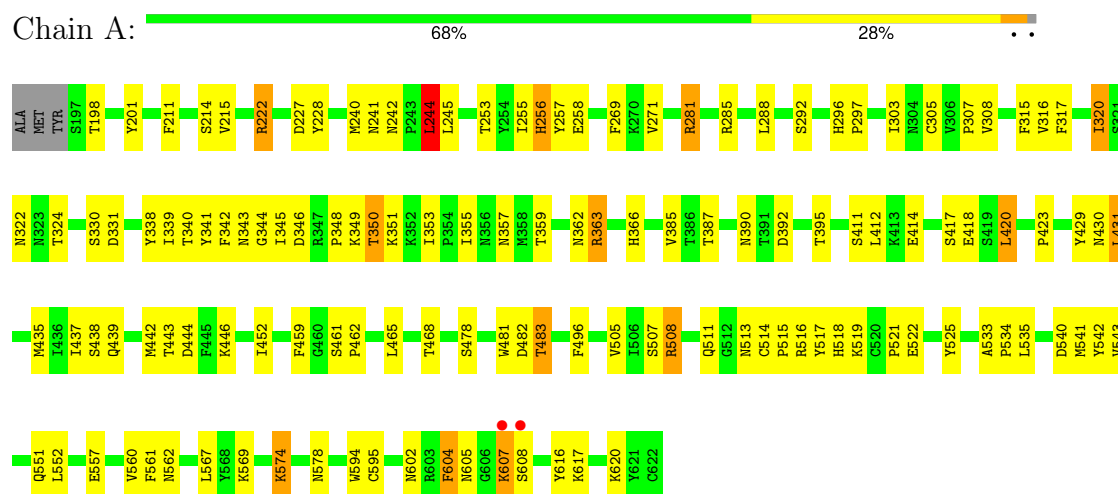 Chain A:
68% 28% • •
ALA MET TYR S197 T198 Y201 F211 S214 V215 R222 D227 Y228 M240 N241 N242 P243 L244 L245 T253 Y254 I255 H256 Y257 E258 F269 K270 V271 R281 R285 L288 S292 H296 P297 I303 N304 C305 V306 P307 V308 F315 V316 F317 I320 S321
N322 N323 T324 S330 D331 Y338 I339 T340 Y341 F342 N343 G344 I345 D346 R347 P348 K349 T350 K351 K352 I353 P354 I355 N356 N357 M358 T359 N362 R363 H366 V385 T386 T387 N390 T391 D392 T395 S411 L412 K413 E414 S417 E418 S419 L420 P423 Y429 N430 L431
M435 I436 I437 S438 Q439 M442 T443 D444 F445 K446 I452 F459 G460 S461 P462 L465 T468 S478 W481 D482 T483 F496 V505 I506 S507 R508 Q511 G512 N513 C514 P515 R516 Y517 H518 K519 C520 P521 E522 Y525 A533 P534 L535 D540 M541 Y542 V543
Q551 L552 E557 V560 F561 N562 L567 Y568 K569 K574 N578 W594 C595 N602 R603 F604 N605 G606 K607 S608 Y616 K617 K620 Y621 C622